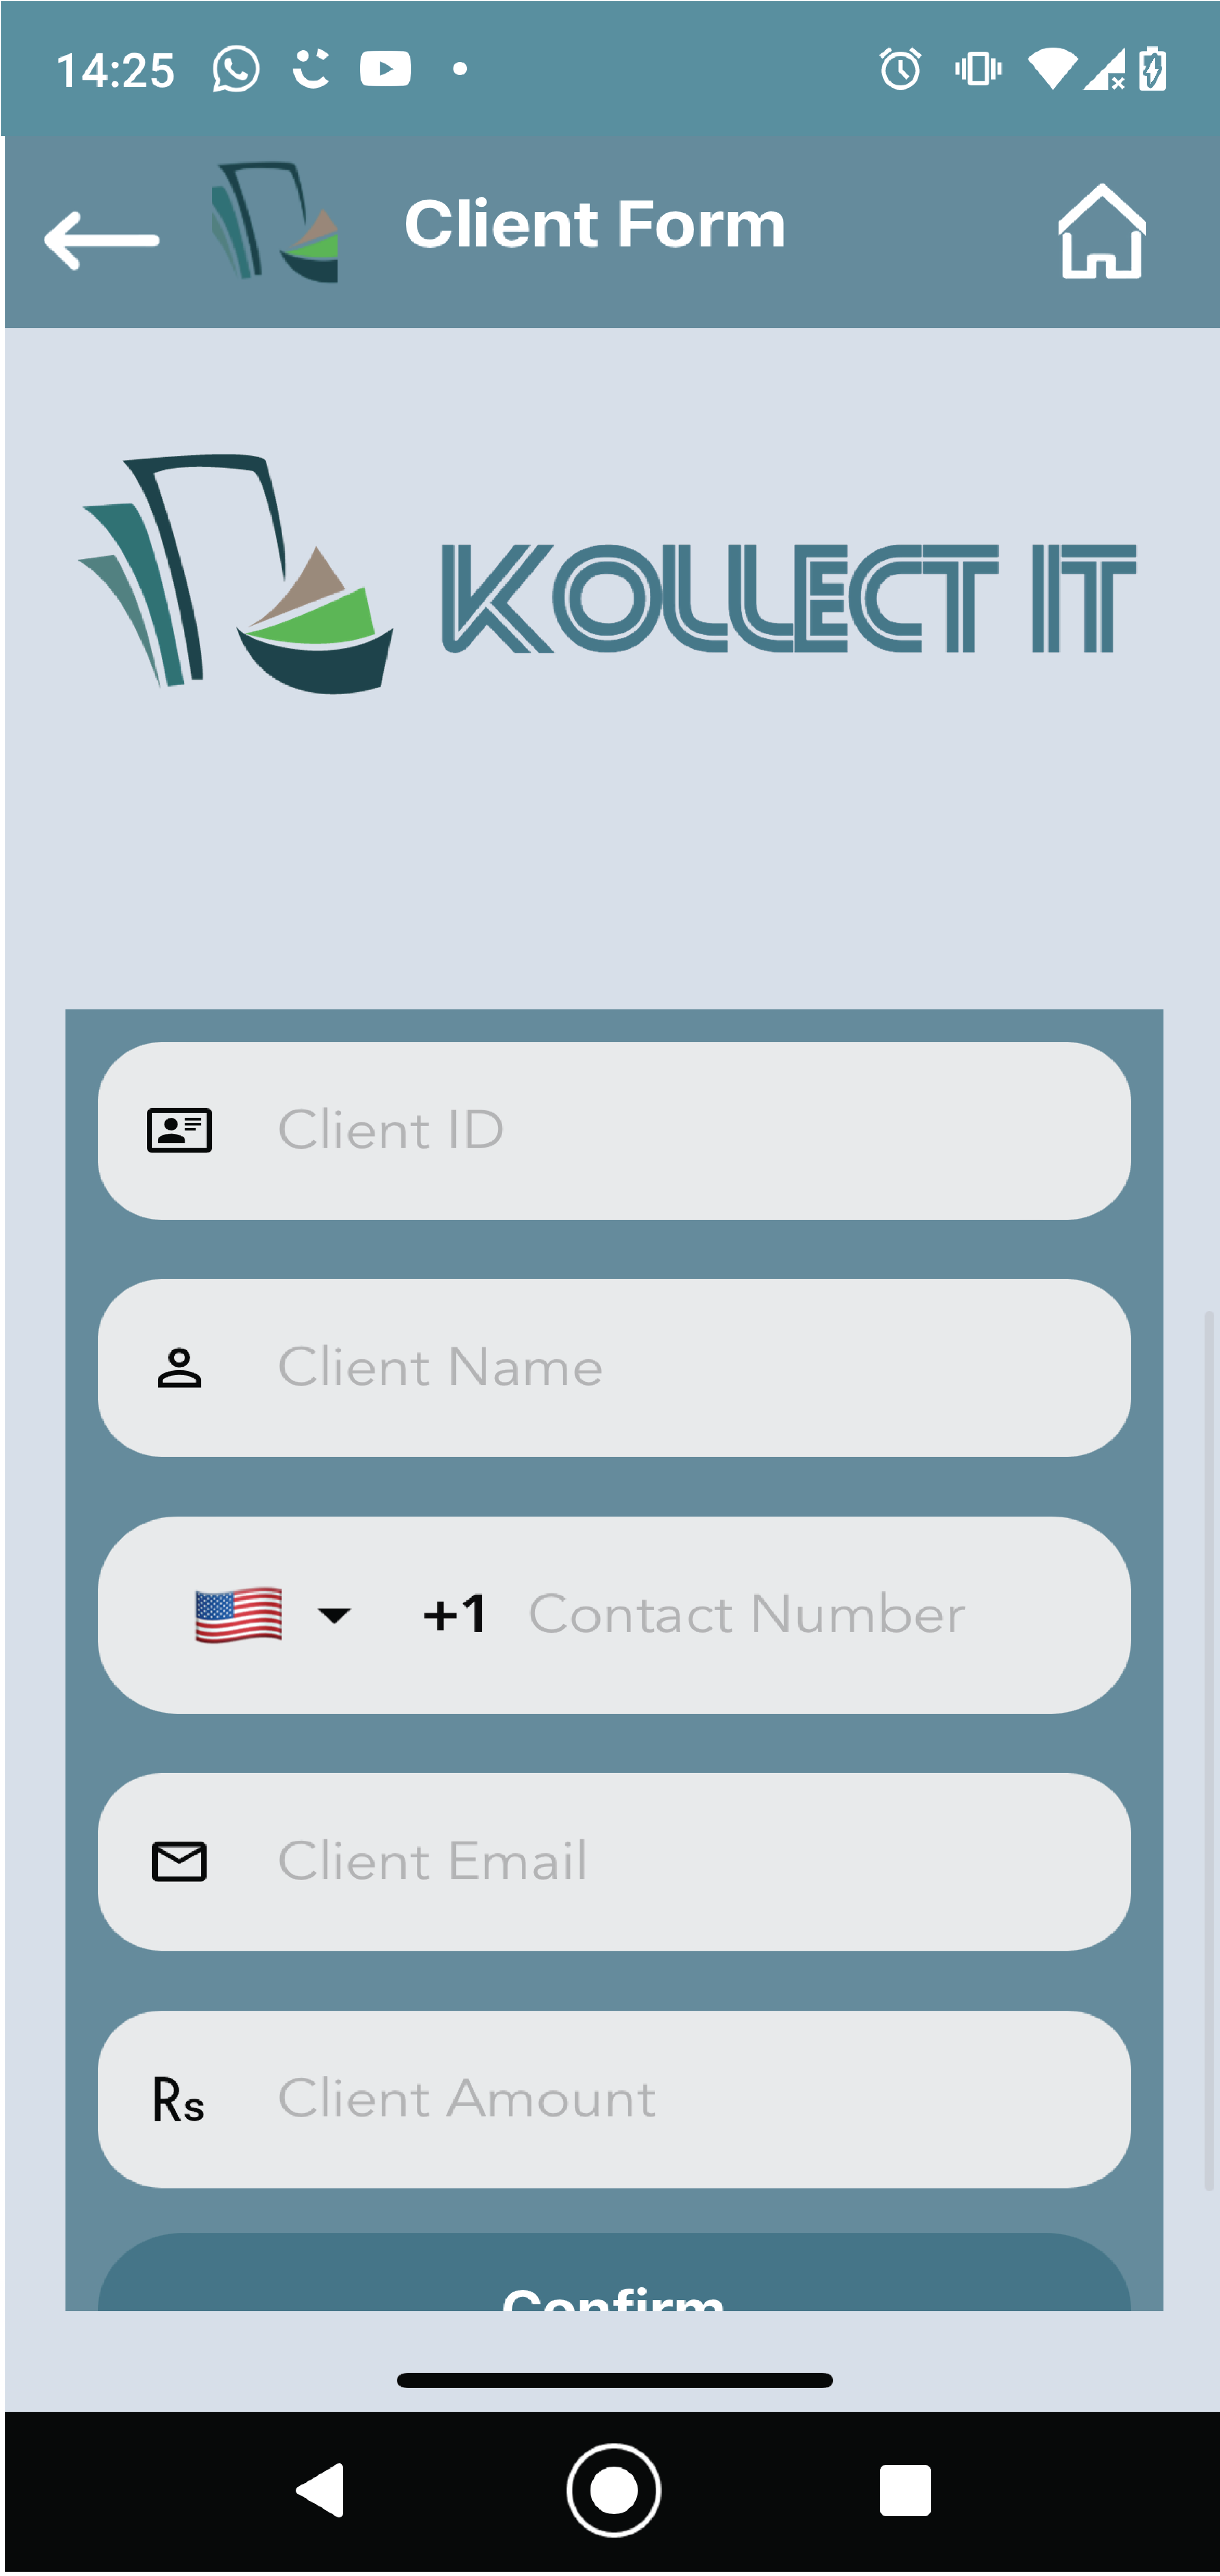 14:25
Client Form
KOLLECT IT
Client ID
Client Name
+1 Contact Number
Client Email
Rs Client Amount
Confirm